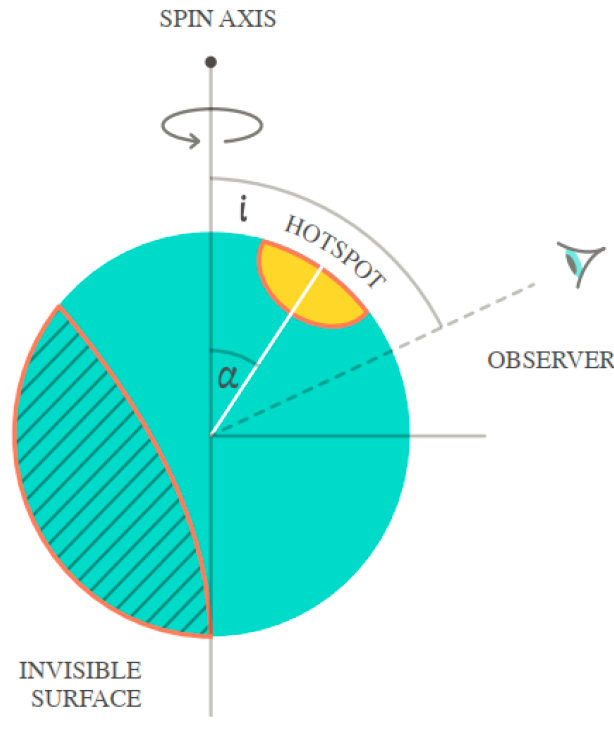 SPIN AXIS
i
HOTSPOT
OBSERVER
α
INVISIBLE
SURFACE